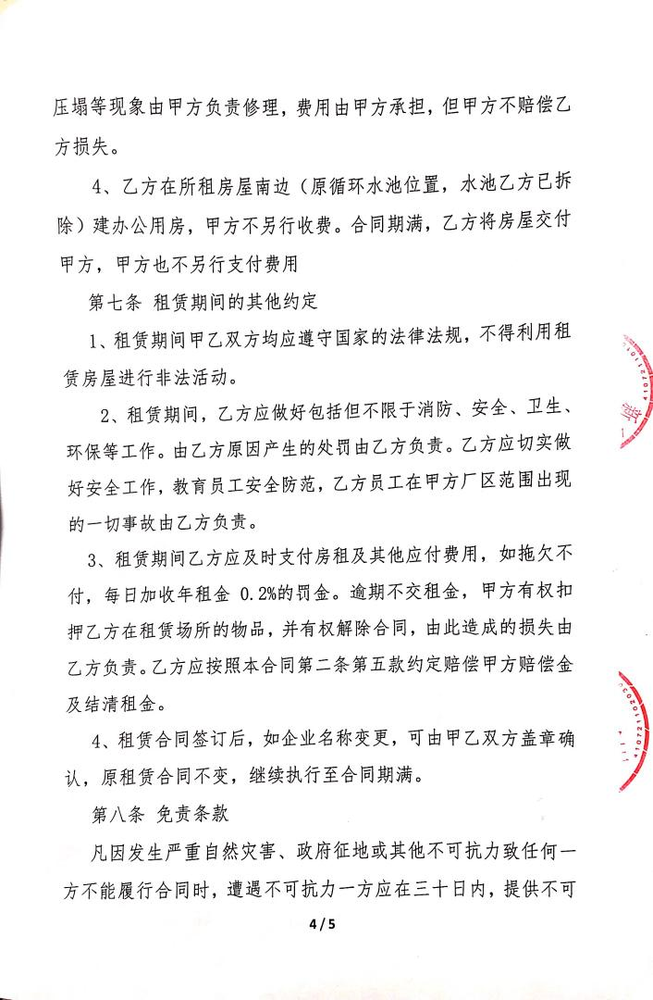 压塌等现象由甲方负责修理，费用由甲方承担，但甲方不赔偿乙
方损失。
4、乙方在所租房屋南边（原循环水池位置，水池乙方已拆
除）建办公用房，甲方不另行收费。合同期满，乙方将房屋交付
甲方，甲方也不另行支付费用
第七条 租赁期间的其他约定
1、租赁期间甲乙双方均应遵守国家的法律法规，不得利用租
赁房屋进行非法活动。
2、租赁期间，乙方应做好包括但不限于消防、安全、卫生、
环保等工作。由乙方原因产生的处罚由乙方负责。乙方应切实做
好安全工作，教育员工安全防范，乙方员工在甲方厂区范围出现
的一切事故由乙方负责。
3、租赁期间乙方应及时支付房租及其他应付费用，如拖欠不
付，每日加收年租金 0.2%的罚金。逾期不交租金，甲方有权扣
押乙方在租赁场所的物品，并有权解除合同，由此造成的损失由
乙方负责。乙方应按照本合同第二条第五款约定赔偿甲方赔偿金
及结清租金。
4、租赁合同签订后，如企业名称变更，可由甲乙双方盖章确
认，原租赁合同不变，继续执行至合同期满。
第八条 免责条款
凡因发生严重自然灾害、政府征地或其他不可抗力致任何一
方不能履行合同时，遭遇不可抗力一方应在三十日内，提供不可
4/5